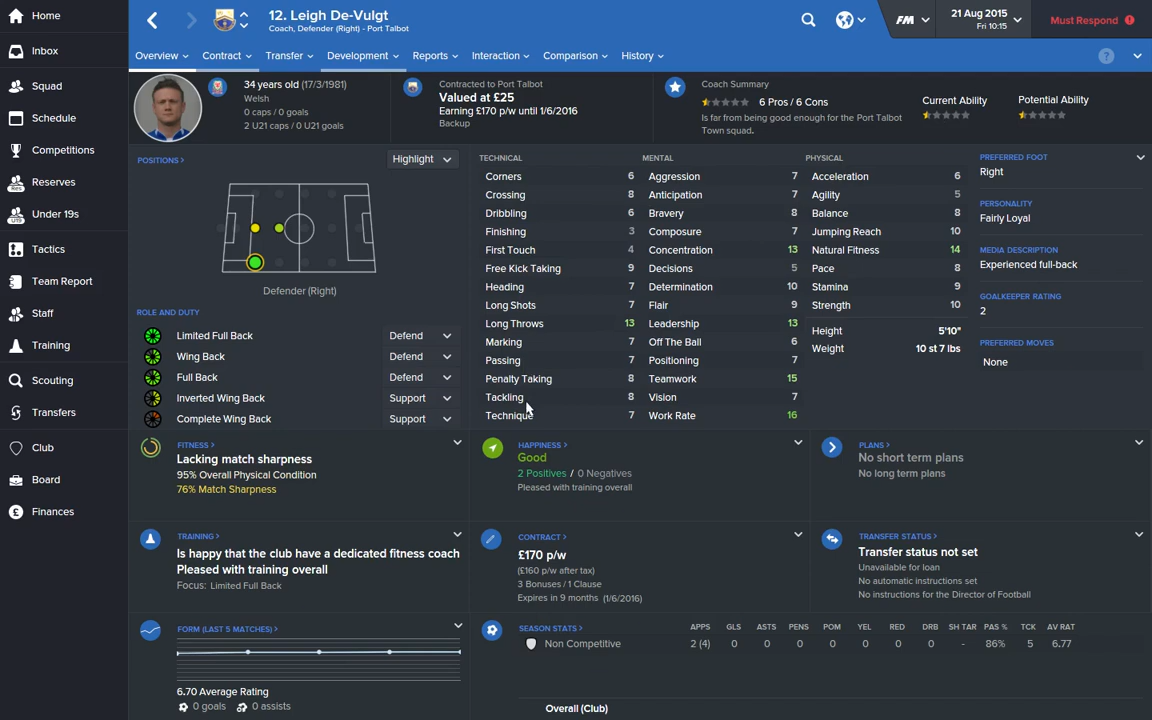 Home
Inbox
Squad
Schedule
Competitions
Reserves
Under 19s
Tactics
Team Report
Staff
Training
Scouting
Transfers
Club
Board
Finances
12. Leigh De-Vulgt
Coach, Defender (Right) - Port Talbot
FM
21 Aug 2015
Fri 10:15
Must Respond
Overview Contract Transfer Development Reports Interaction Comparison History
34 years old (17/3/1981)
Welsh
0 caps / 0 goals
2 U21 caps / 0 U21 goals
Contracted to Port Talbot
Valued at £25
Earning £170 p/w until 1/6/2016
Backup
Coach Summary
6 Pros / 6 Cons
Is far from being good enough for the Port Talbot
Town squad.
Current Ability
Potential Ability
POSITIONS >
Highlight
Defender (Right)
ROLE AND DUTY
Limited Full Back Defend
Wing Back Defend
Full Back Defend
Inverted Wing Back Support
Complete Wing Back Support
TECHNICAL
Corners 6
Crossing 8
Dribbling 6
Finishing 3
First Touch 4
Free Kick Taking 9
Heading 7
Long Shots 7
Long Throws 13
Marking 7
Passing 7
Penalty Taking 8
Tackling 8
Technique 7
MENTAL
Aggression 7
Anticipation 7
Bravery 8
Composure 7
Concentration 13
Decisions 5
Determination 10
Flair 9
Leadership 13
Off The Ball 6
Positioning 7
Teamwork 15
Vision 7
Work Rate 16
PHYSICAL
Acceleration 6
Agility 5
Balance 8
Jumping Reach 10
Natural Fitness 14
Pace 8
Stamina 9
Strength 10
Height 5'10"
Weight 10 st 7 lbs
PREFERRED FOOT
Right
PERSONALITY
Fairly Loyal
MEDIA DESCRIPTION
Experienced full-back
GOALKEEPER RATING
2
PREFERRED MOVES
None
FITNESS >
Lacking match sharpness
95% Overall Physical Condition
76% Match Sharpness
HAPPINESS >
Good
2 Positives / 0 Negatives
Pleased with training overall
PLANS >
No short term plans
No long term plans
TRAINING >
Is happy that the club have a dedicated fitness coach
Pleased with training overall
Focus: Limited Full Back
CONTRACT >
£170 p/w
(£160 p/w after tax)
3 Bonuses / 1 Clause
Expires in 9 months (1/6/2016)
TRANSFER STATUS >
Transfer status not set
Unavailable for loan
No automatic instructions set
No instructions for the Director of Football
FORM (LAST 5 MATCHES) >
6.70 Average Rating
0 goals 0 assists
SEASON STATS > APPS GLS ASTS PENS POM YEL RED DRB SH TAR PAS % TCK AV RAT
Non Competitive 2 (4) 0 0 0 0 0 0 0 - 86% 5 6.77
Overall (Club)